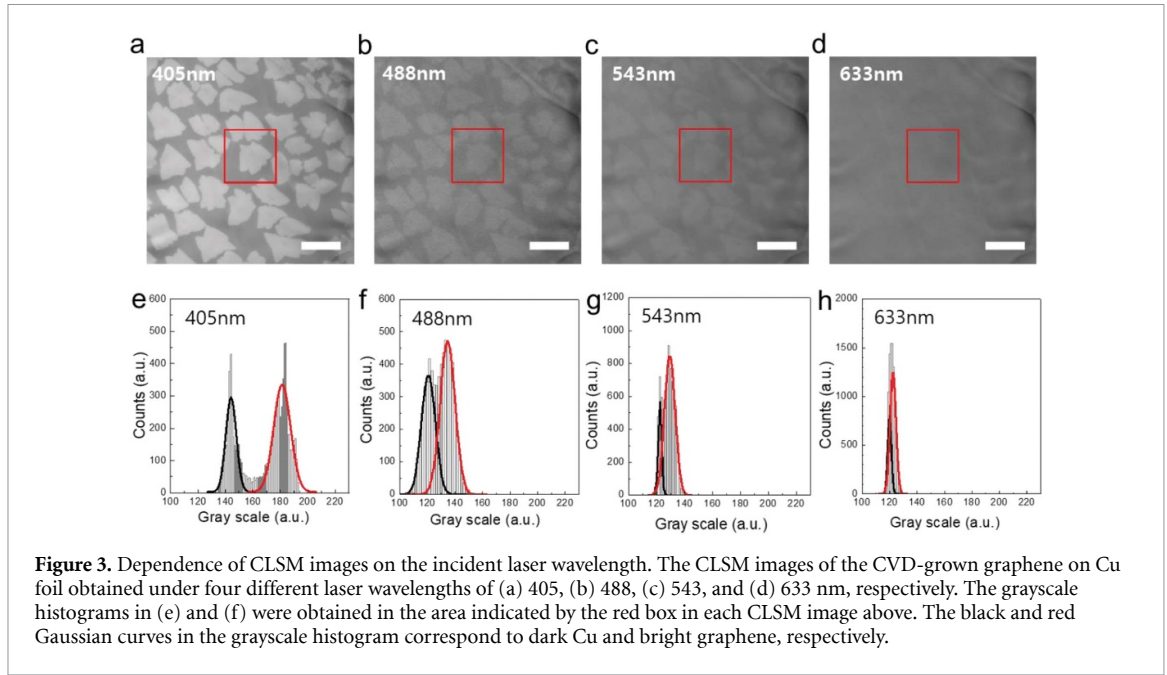 a
b
c
d
405nm
488nm
543nm
633nm
e
f
g
h
600
500
400
300
200
100
0
405nm
Counts (a.u.)
100 120 140 160 180 200 220
Gray scale (a.u.)
600
500
400
300
200
100
0
488nm
Counts (a.u.)
100 120 140 160 180 200 220
Gray scale (a.u.)
1200
1000
800
600
400
200
0
543nm
Counts (a.u.)
100 120 140 160 180 200 220
Gray scale (a.u.)
2000
1500
1000
500
0
633nm
Counts (a.u.)
100 120 140 160 180 200 220
Gray scale (a.u.)
Figure 3. Dependence of CLSM images on the incident laser wavelength. The CLSM images of the CVD-grown graphene on Cu
foil obtained under four different laser wavelengths of (a) 405, (b) 488, (c) 543, and (d) 633 nm, respectively. The grayscale
histograms in (e) and (f) were obtained in the area indicated by the red box in each CLSM image above. The black and red
Gaussian curves in the grayscale histogram correspond to dark Cu and bright graphene, respectively.